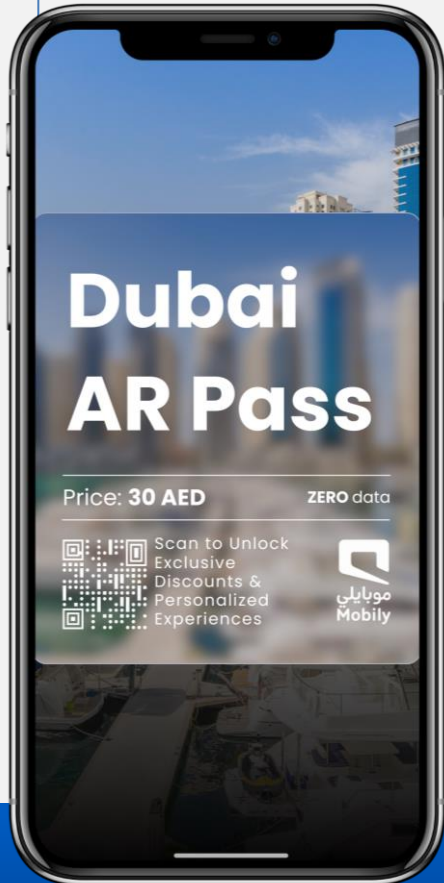 Dubai
AR Pass
Price: 30 AED
ZERO data
Scan to Unlock
Exclusive
Discounts &
Personalized
Experiences
موبايلي
Mobily